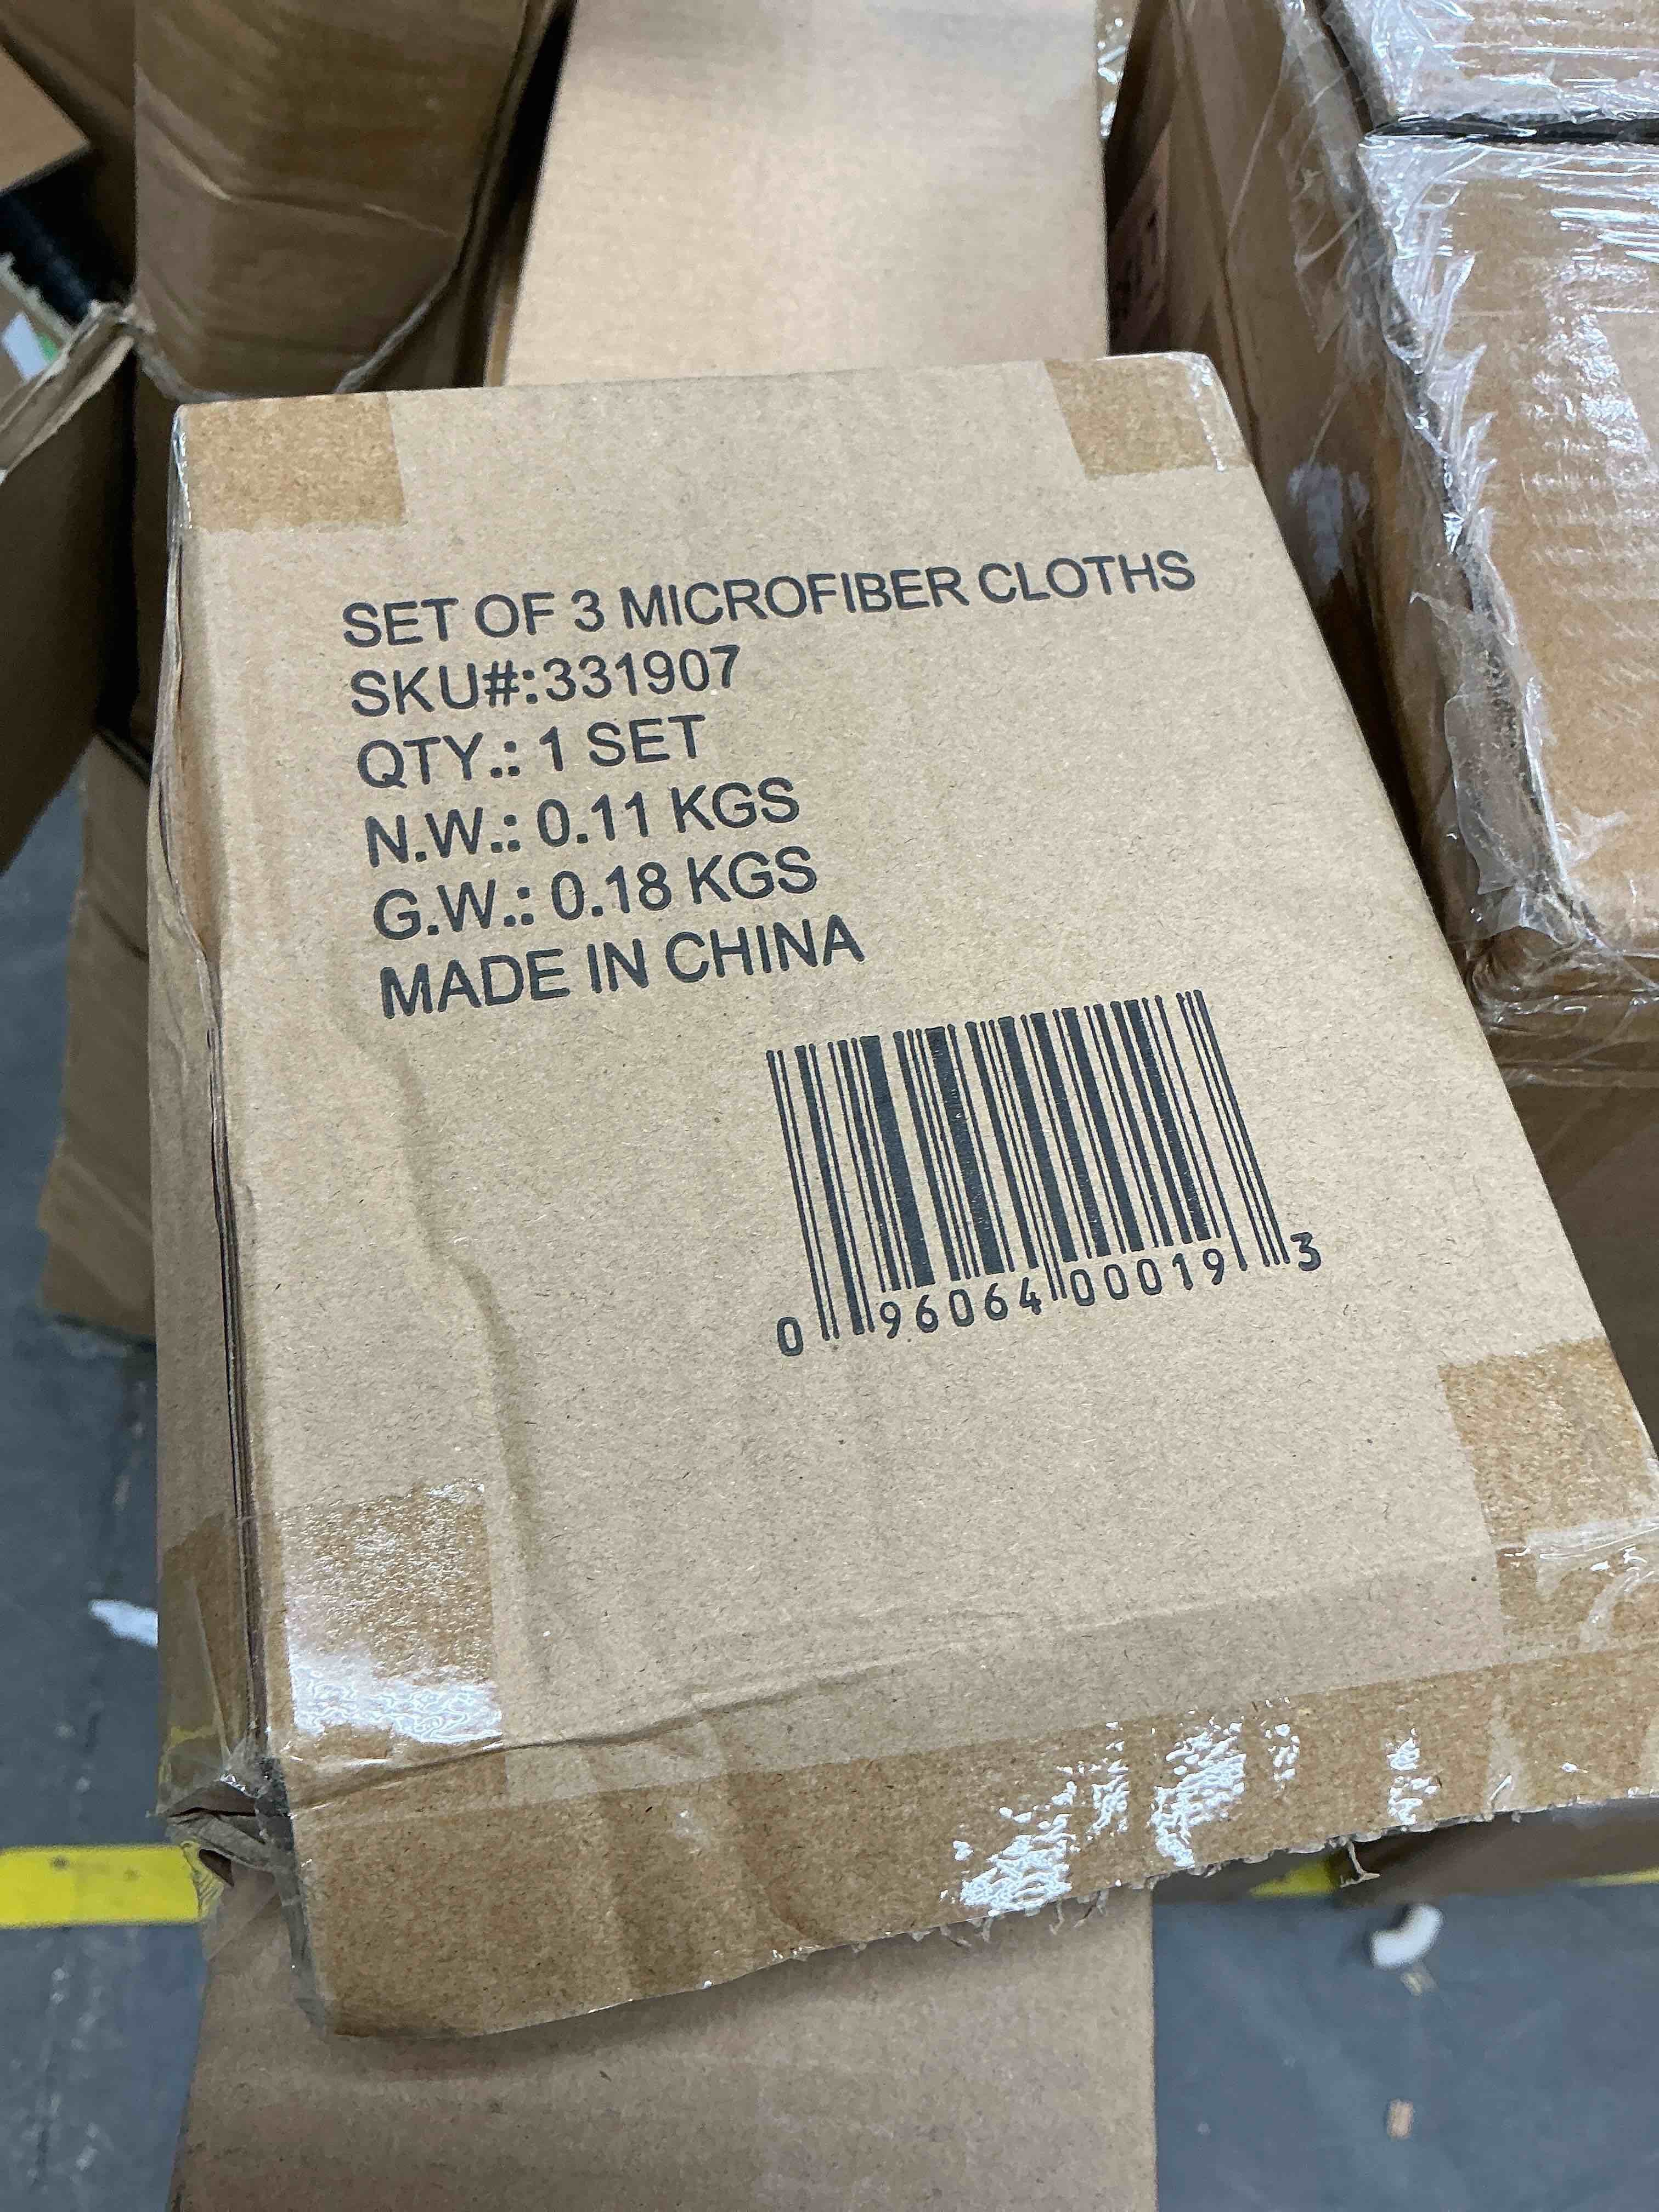 SET OF 3 MICROFIBER CLOTHS
SKU#:331907
QTY.: 1 SET
N.W.: 0.11 KGS
G.W.: 0.18 KGS
MADE IN CHINA
0 96064 00019 3